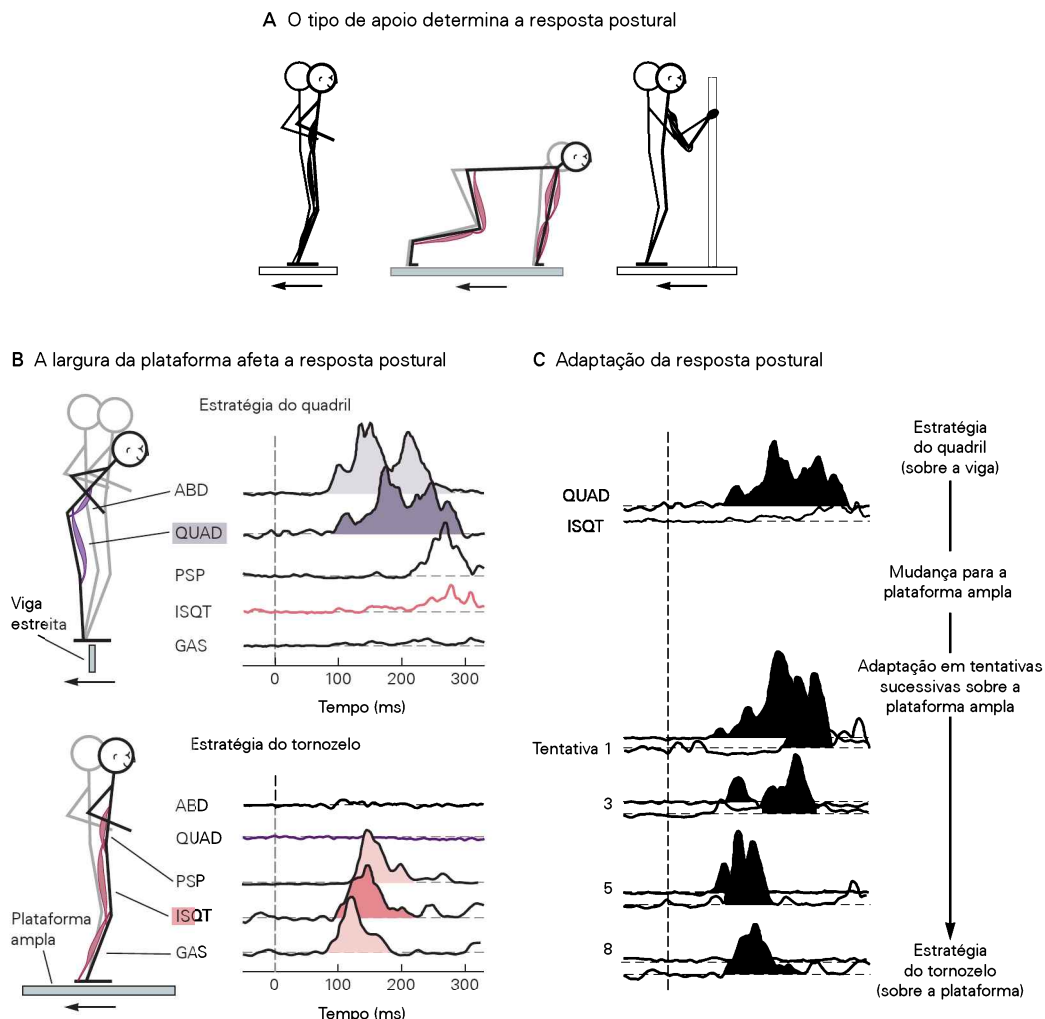 A O tipo de apoio determina a resposta postural
B A largura da plataforma afeta a resposta postural
Estratégia do quadril
ABD
QUAD
PSP
ISQT
GAS
Viga
estreita
0 100 200 300
Tempo (ms)
Estratégia do tornozelo
ABD
QUAD
PSP
ISQT
GAS
Plataforma
ampla
0 100 200 300
Tempo (ms)
C Adaptação da resposta postural
QUAD
ISQT
Tentativa 1
3
5
8
Estratégia
do quadril
(sobre a viga)
Mudança para a
plataforma ampla
Adaptação em tentativas
sucessivas sobre a
plataforma ampla
Estratégia
do tornozelo
(sobre a plataforma)